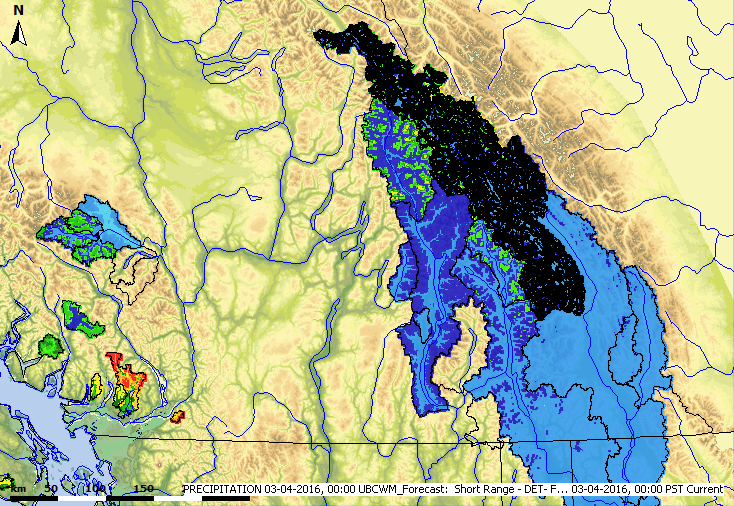 N
km 50 100 150
PRECIPITATION 03-04-2016, 00:00 UBCWM_Forecast: Short Range - DET- F... 03-04-2016, 00:00 PST Current